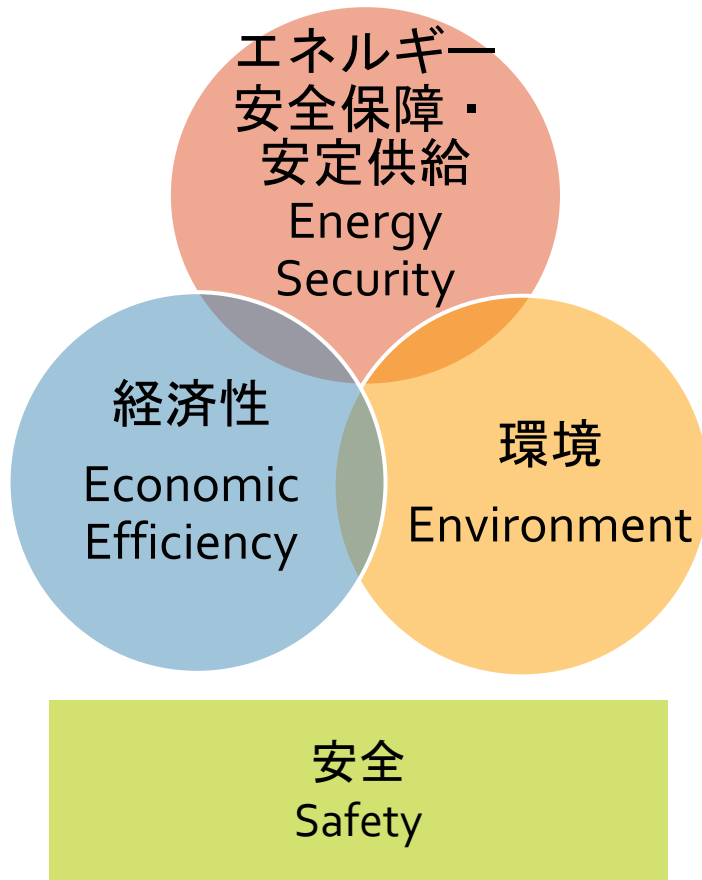 エネルギー
安全保障・
安定供給
Energy
Security
経済性
Economic
Efficiency
環境
Environment
安全
Safety